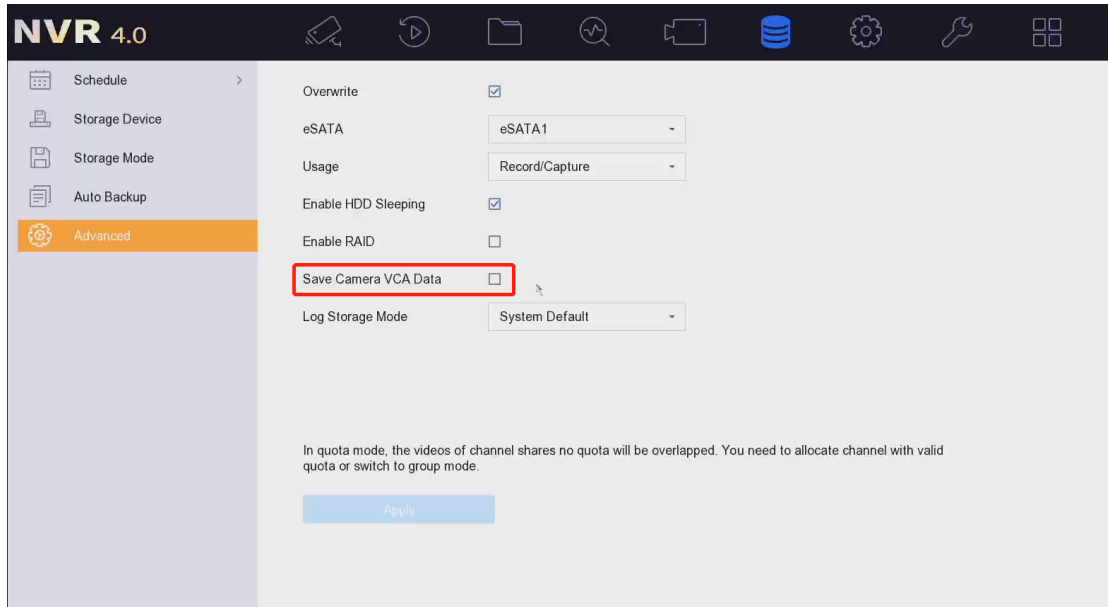 NVR 4.0
Schedule
Storage Device
Storage Mode
Auto Backup
Advanced
Overwrite
eSATA eSATA1
Usage Record/Capture
Enable HDD Sleeping
Enable RAID
Save Camera VCA Data
Log Storage Mode System Default
In quota mode, the videos of channel shares no quota will be overlapped. You need to allocate channel with valid
quota or switch to group mode.
Apply